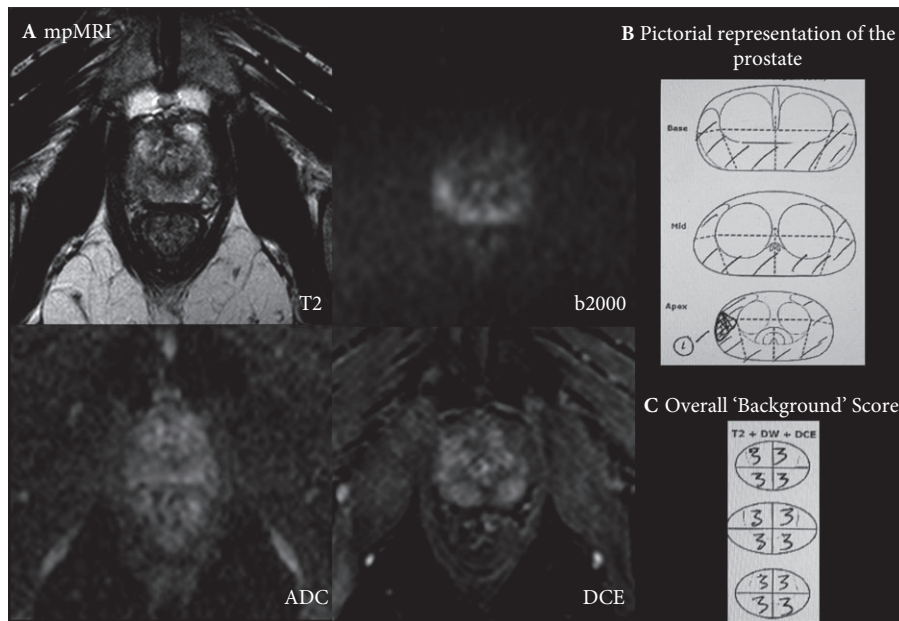 A mpMRI
T2
b2000
ADC
DCE
B Pictorial representation of the
prostate
Base
Mid
Apex
1
C Overall ‘Background’ Score
T2 + DW + DCE
3 3
3 3
3 3
3 3
3 3
3 3